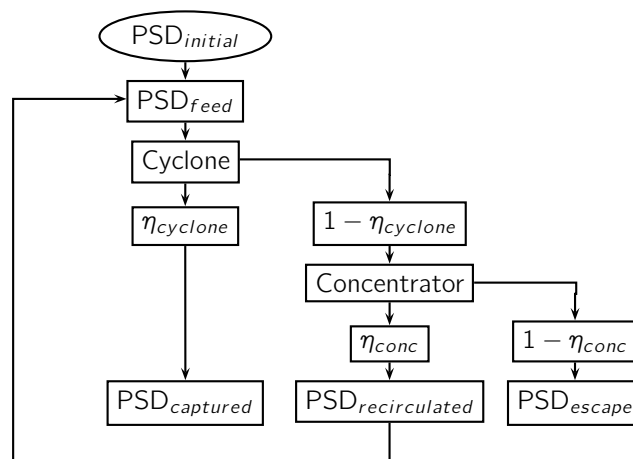 PSD_initial
PSD_feed
Cyclone
η_cyclone
1 − η_cyclone
Concentrator
η_conc
1 − η_conc
PSD_captured
PSD_recirculated
PSD_escape